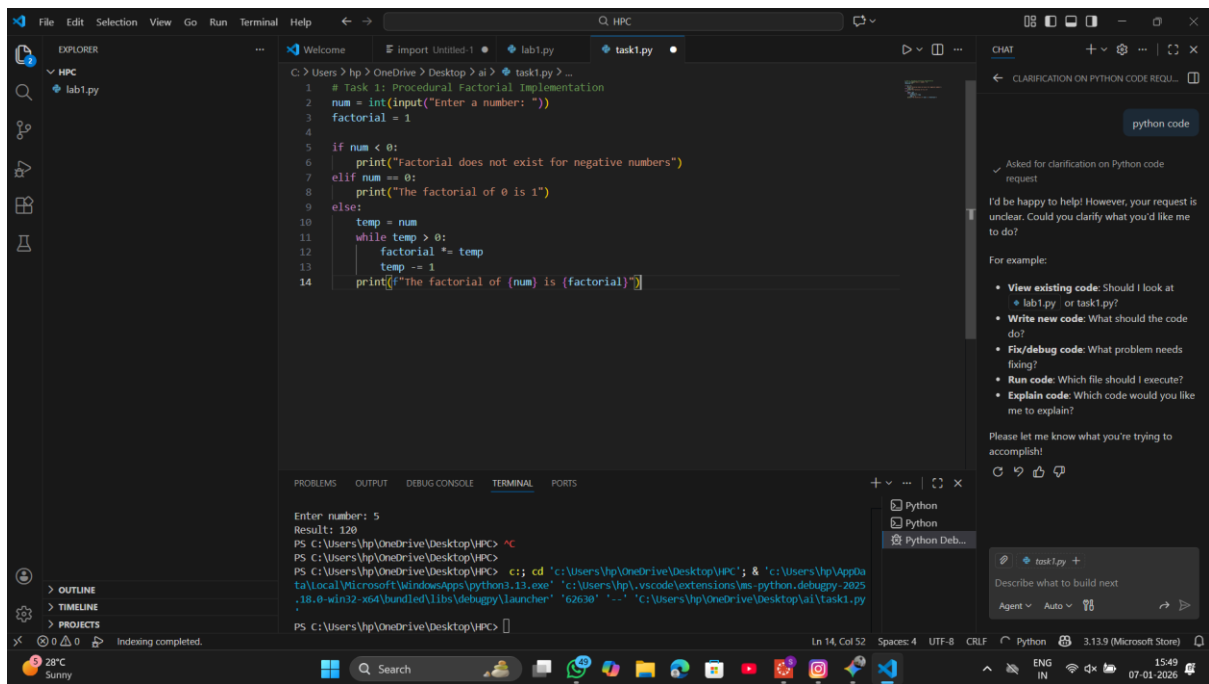 File Edit Selection View Go Run Terminal Help
HPC
EXPLORER
HPC
lab1.py
OUTLINE
TIMELINE
PROJECTS
Welcome import Untitled-1 lab1.py task1.py
C: > Users > hp > OneDrive > Desktop > ai > task1.py > ...
1 # Task 1: Procedural Factorial Implementation
2 num = int(input("Enter a number: "))
3 factorial = 1
4
5 if num < 0:
6 print("Factorial does not exist for negative numbers")
7 elif num == 0:
8 print("The factorial of 0 is 1")
9 else:
10 temp = num
11 while temp > 0:
12 factorial *= temp
13 temp -= 1
14 print(f"The factorial of {num} is {factorial}")
PROBLEMS OUTPUT DEBUG CONSOLE TERMINAL PORTS
Enter number: 5
Result: 120
PS C:\Users\hp\OneDrive\Desktop\HPC> ^C
PS C:\Users\hp\OneDrive\Desktop\HPC>
PS C:\Users\hp\OneDrive\Desktop\HPC> c:; cd 'c:\Users\hp\OneDrive\Desktop\HPC'; & 'c:\Users\hp\AppDa
ta\Local\Microsoft\WindowsApps\python3.13.exe' 'c:\Users\hp\.vscode\extensions\ms-python.debugpy-2025
.18.0-win32-x64\bundled\libs\debugpy\launcher' '62630' '--' 'C:\Users\hp\OneDrive\Desktop\ai\task1.py
'
PS C:\Users\hp\OneDrive\Desktop\HPC>
Python
Python
Python Deb...
CHAT
CLARIFICATION ON PYTHON CODE REQU...
python code
Asked for clarification on Python code
request
I'd be happy to help! However, your request is
unclear. Could you clarify what you'd like me
to do?
For example:
View existing code: Should I look at
lab1.py or task1.py?
Write new code: What should the code
do?
Fix/debug code: What problem needs
fixing?
Run code: Which file should I execute?
Explain code: Which code would you like
me to explain?
Please let me know what you're trying to
accomplish!
task1.py
Describe what to build next
Agent Auto
0 0 Indexing completed.
Ln 14, Col 52 Spaces: 4 UTF-8 CRLF Python 3.13.9 (Microsoft Store)
2
5 28°C
Sunny
Search
49
5
ENG
IN
15:49
07-01-2026